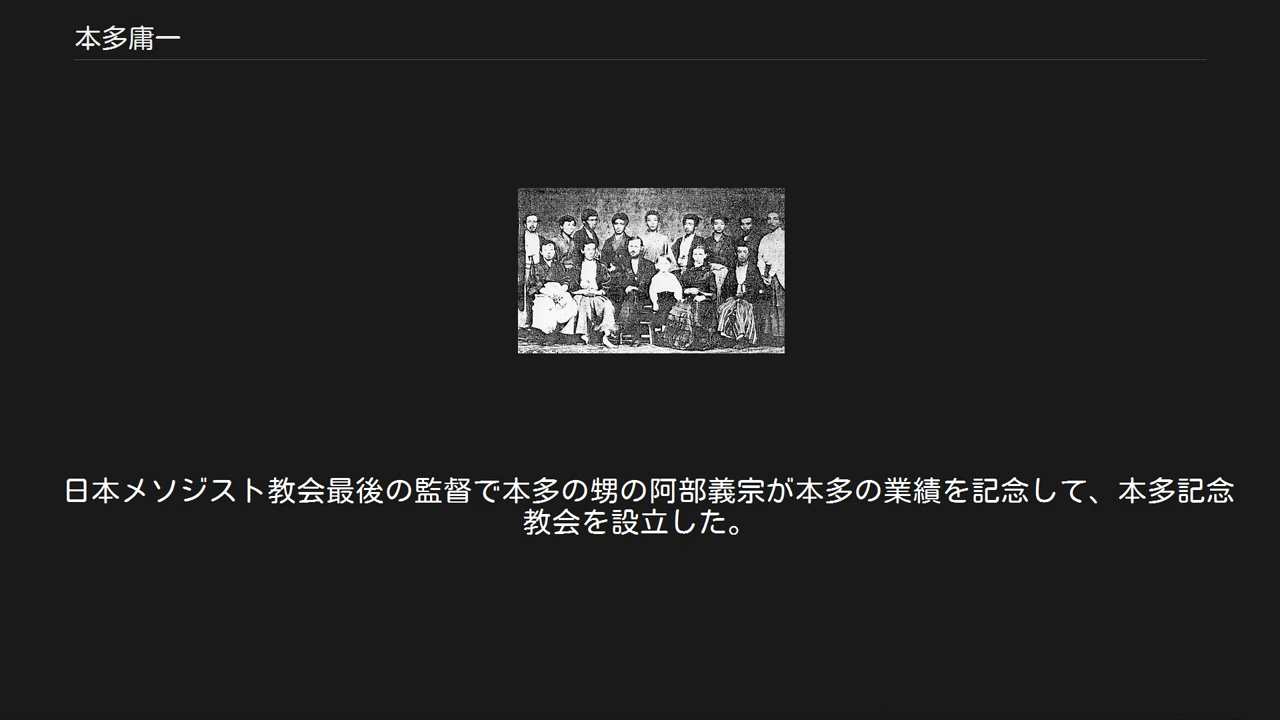 本多庸一
日本メソジスト教会最後の監督で本多の甥の阿部義宗が本多の業績を記念して、本多記念
教会を設立した。